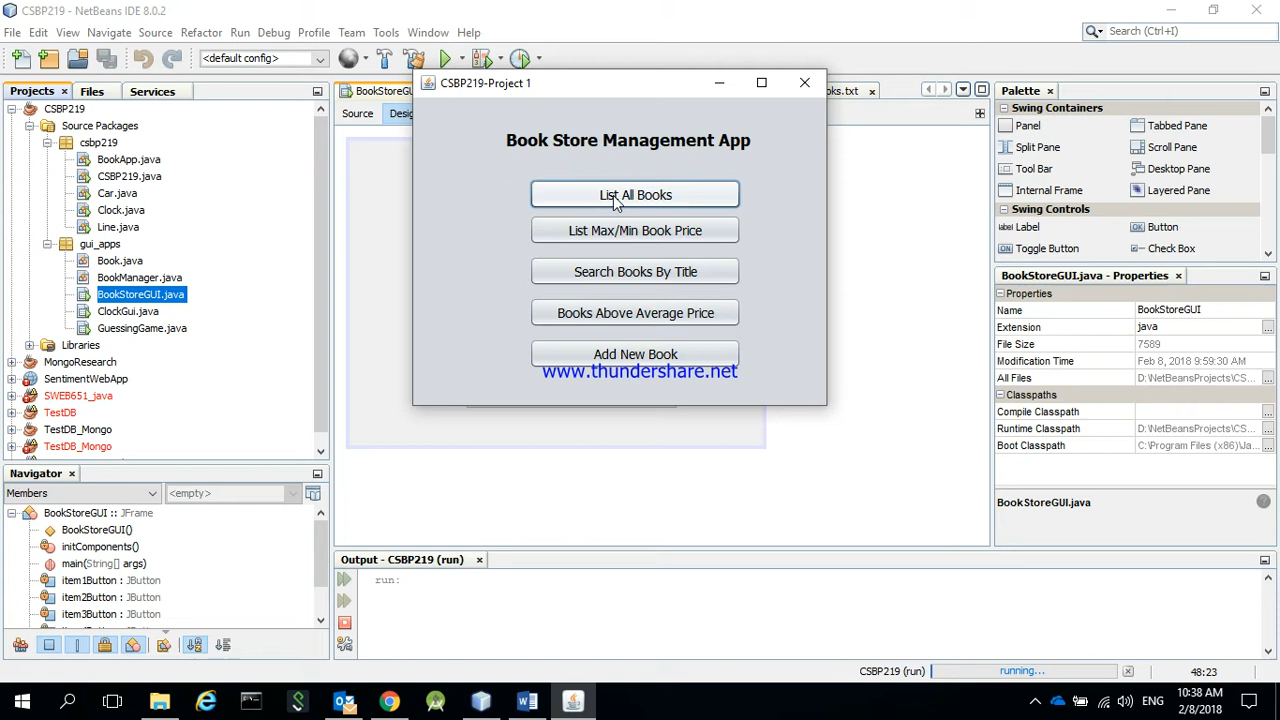 CSBP219 - NetBeans IDE 8.0.2
File Edit View Navigate Source Refactor Run Debug Profile Team Tools Window Help
Search (Ctrl+I)
<default config>
Projects Files Services
CSBP219
Source Packages
csbp219
BookApp.java
CSBP219.java
Car.java
Clock.java
Line.java
gui_apps
Book.java
BookManager.java
BookStoreGUI.java
ClockGui.java
GuessingGame.java
Libraries
MongoResearch
SentimentWebApp
SWEB651_java
TestDB
TestDB_Mongo
TestDB_Mongo
Navigator
Members
<empty>
BookStoreGUI :: JFrame
BookStoreGUI()
initComponents()
main(String[] args)
item1Button : JButton
item2Button : JButton
item3Button : JButton
Source
CSBP219-Project 1
Book Store Management App
List All Books
List Max/Min Book Price
Search Books By Title
Books Above Average Price
Add New Book
www.thundershare.net
Output - CSBP219 (run)
run:
Palette
Swing Containers
Panel Tabbed Pane
Split Pane Scroll Pane
Tool Bar Desktop Pane
Internal Frame Layered Pane
Swing Controls
Label Button
Toggle Button Check Box
BookStoreGUI.java - Properties
Properties
Name BookStoreGUI
Extension java
File Size 7589
Modification Time Feb 8, 2018 9:59:30 AM
All Files D:\NetBeansProjects\CS...
Classpaths
Compile Classpath
Runtime Classpath D:\NetBeansProjects\CS...
Boot Classpath C:\Program Files (x86)\Ja...
BookStoreGUI.java
CSBP219 (run) running... 48:23
ENG
10:38 AM
2/8/2018